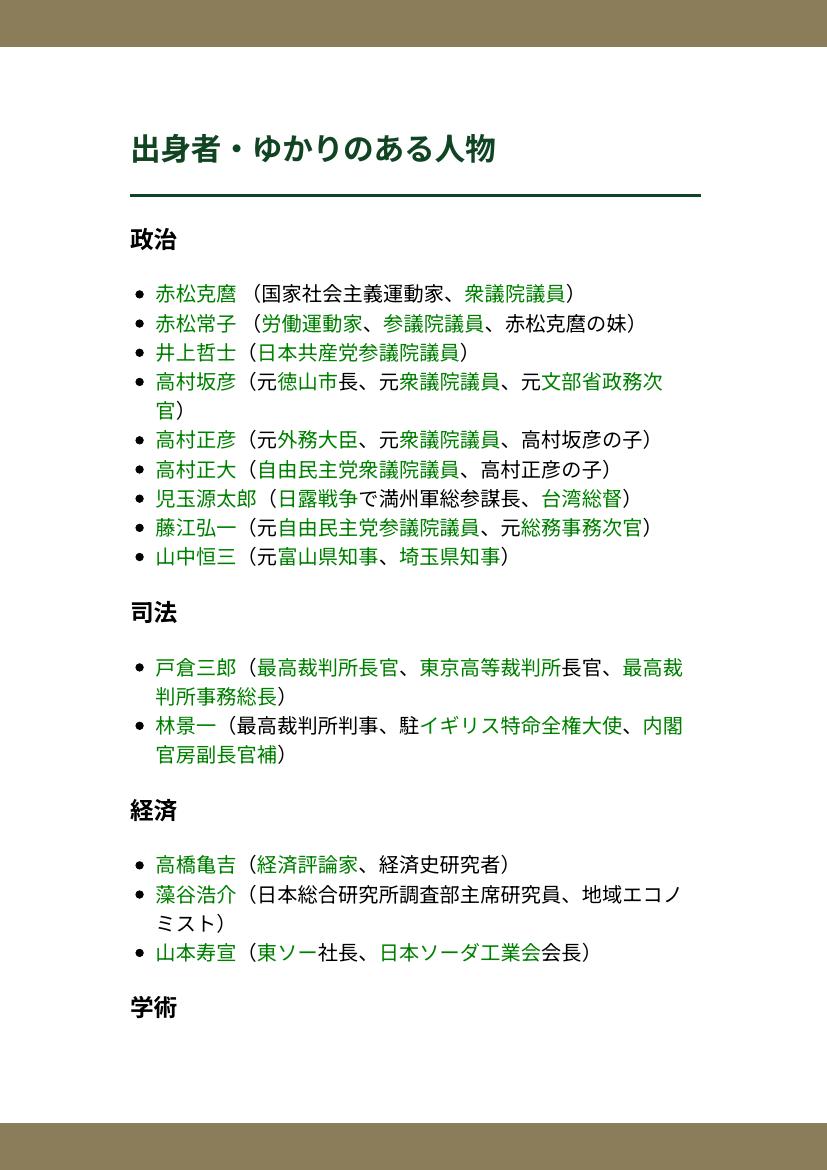 出身者・ゆかりのある人物
政治
• 赤松克麿 （国家社会主義運動家、衆議院議員）
• 赤松常子 （労働運動家、参議院議員、赤松克麿の妹）
• 井上哲士（日本共産党参議院議員）
• 高村坂彦（元徳山市長、元衆議院議員、元文部省政務次
官）
• 高村正彦（元外務大臣、元衆議院議員、高村坂彦の子）
• 高村正大（自由民主党衆議院議員、高村正彦の子）
• 児玉源太郎（日露戦争で満州軍総参謀長、台湾総督）
• 藤江弘一（元自由民主党参議院議員、元総務事務次官）
• 山中恒三（元富山県知事、埼玉県知事）
司法
• 戸倉三郎（最高裁判所長官、東京高等裁判所長官、最高裁
判所事務総長）
• 林景一（最高裁判所判事、駐イギリス特命全権大使、内閣
官房副長官補）
経済
• 高橋亀吉（経済評論家、経済史研究者）
• 藻谷浩介（日本総合研究所調査部主席研究員、地域エコノ
ミスト）
• 山本寿宣（東ソー社長、日本ソーダ工業会会長）
学術